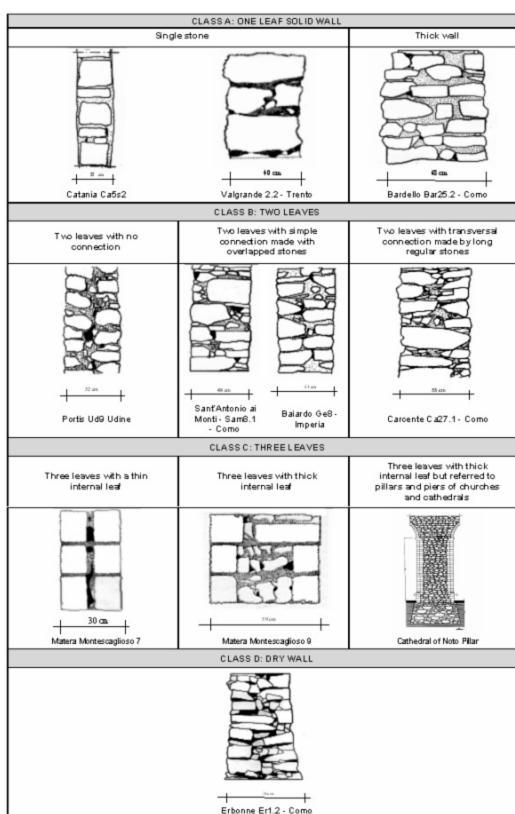 CLASS A: ONE LEAF SOLID WALL
Single stone
Thick wall
40 cm
Catania Ca5s2
Valgrande 2.2 - Trento
Bardello Bar25.2 - Como
CLASS B: TWO LEAVES
Two leaves with no
connection
Two leaves with simple
connection made with
overlapped stones
Two leaves with transversal
connection made by long
regular stones
Portis Ud9 Udine
Sant'Antonio ai
Monti - Sam8.1
- Como
Baiardo Ge8 -
Imperia
Carcente Ca27.1 - Como
CLASS C: THREE LEAVES
Three leaves with a thin
internal leaf
Three leaves with thick
internal leaf
Three leaves with thick
internal leaf but referred to
pillars and piers of churches
and cathedrals
30 cm
Matera Montescaglioso 7
Matera Montescaglioso 9
Cathedral of Noto Pillar
CLASS D: DRY WALL
Erbonne Er1.2 - Como